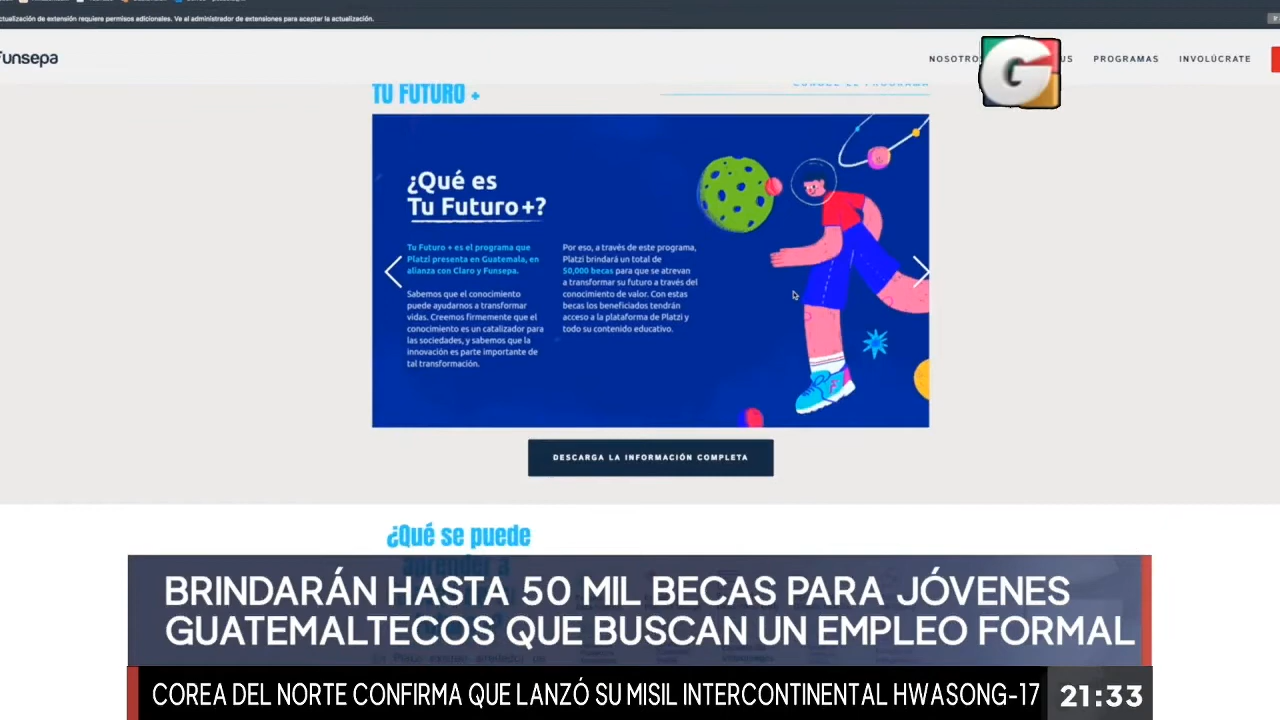 ctualización de extensión requiere permisos adicionales. Ve al administrador de extensiones para aceptar la actualización.
Funsepa
NOSOTRO
US
PROGRAMAS
INVOLÚCRATE
G
TU FUTURO +
CONOCE EL PROGRAMA
¿Qué es
Tu Futuro+?
Tu Futuro + es el programa que
Platzi presenta en Guatemala, en
alianza con Claro y Funsepa.
Sabemos que el conocimiento
puede ayudarnos a transformar
vidas. Creemos firmemente que el
conocimiento es un catalizador para
las sociedades, y sabemos que la
innovación es parte importante de
tal transformación.
Por eso, a través de este programa,
Platzi brindará un total de
50,000 becas para que se atrevan
a transformar su futuro a través del
conocimiento de valor. Con estas
becas los beneficiados tendrán
acceso a la plataforma de Platzi y
todo su contenido educativo.
DESCARGA LA INFORMACIÓN COMPLETA
¿Qué se puede
aprender a
BRINDARÁN HASTA 50 MIL BECAS PARA JÓVENES
GUATEMALTECOS QUE BUSCAN UN EMPLEO FORMAL
COREA DEL NORTE CONFIRMA QUE LANZÓ SU MISIL INTERCONTINENTAL HWASONG-17
21:33